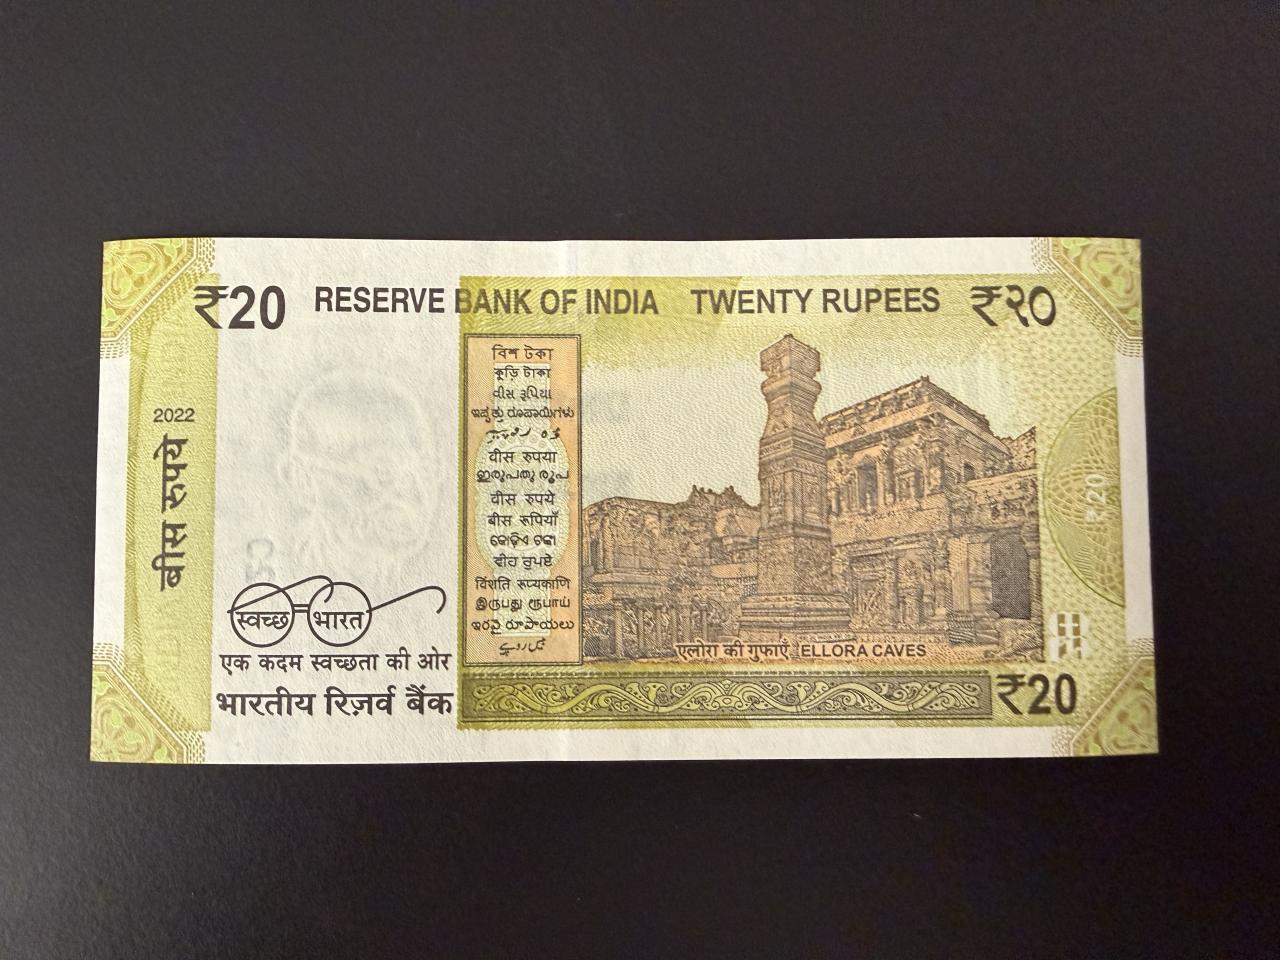 ₹20 RESERVE BANK OF INDIA TWENTY RUPEES ₹२०
2022
बीस रुपये
বিশ টকা
কুড়ি টাকা
વીસ રૂપિયા
ಇಪ್ಪತ್ತು ರೂಪಾಯಿಗಳು
वीस रुपया
ഇരുപതു രൂപ
वीस रुपये
बीस रूपियाँ
କୋଡ଼ିଏ ଟଙ୍କା
ਵੀਹ ਰੁਪਏ
विंशति रूप्यकाणि
இருபது ரூபாய்
ఇరవై రూపాయలు
₹20
स्वच्छ भारत
एक कदम स्वच्छता की ओर
भारतीय रिज़र्व बैंक
एलोरा की गुफाएँ ELLORA CAVES
₹20